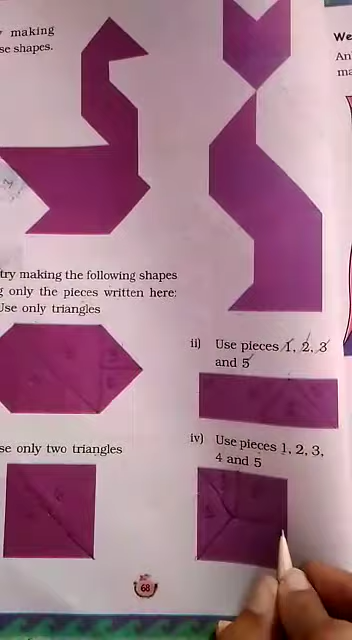 making
se shapes.
We
An
ma
try making the following shapes
g only the pieces written here:
Use only triangles
ii) Use pieces 1, 2, 3
and 5
se only two triangles
iv) Use pieces 1, 2, 3,
4 and 5
68